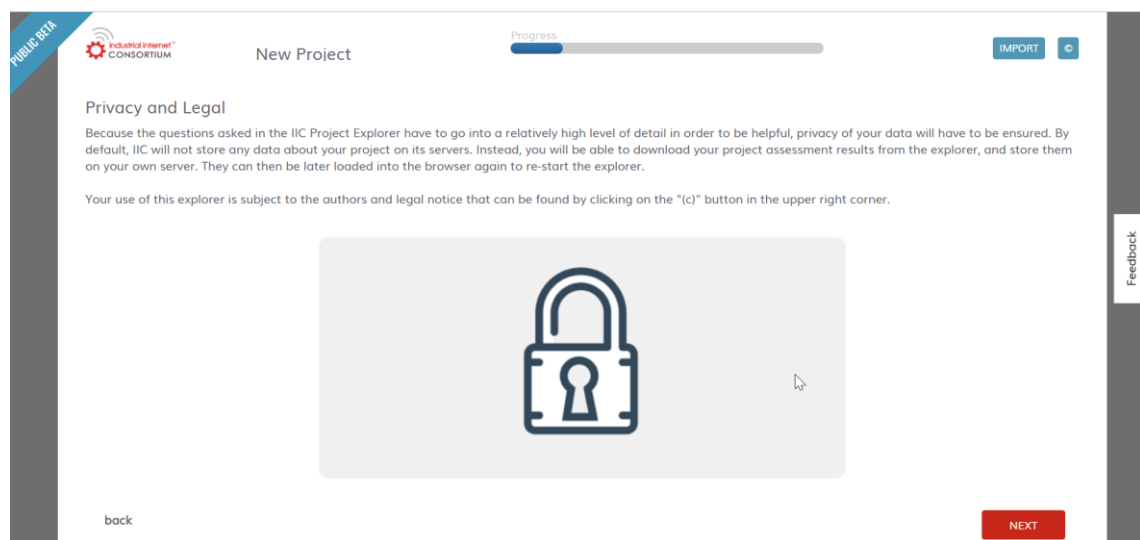 PUBLIC BETA
industrial internet™
CONSORTIUM
New Project
Progress
IMPORT
©
Privacy and Legal
Because the questions asked in the IIC Project Explorer have to go into a relatively high level of detail in order to be helpful, privacy of your data will have to be ensured. By
default, IIC will not store any data about your project on its servers. Instead, you will be able to download your project assessment results from the explorer, and store them
on your own server. They can then be later loaded into the browser again to re-start the explorer.
Your use of this explorer is subject to the authors and legal notice that can be found by clicking on the "(c)" button in the upper right corner.
Feedback
back
NEXT